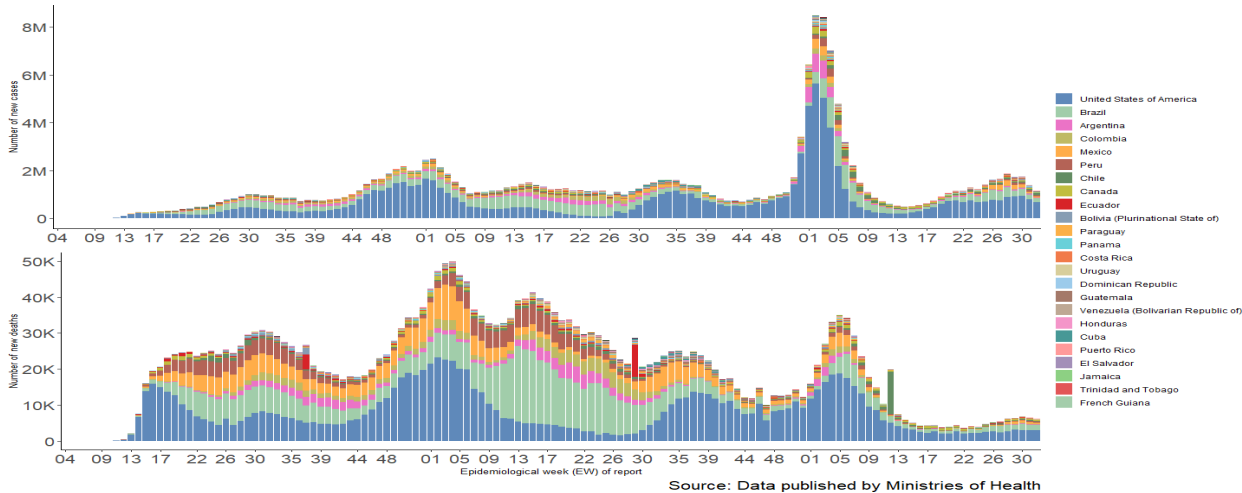 8M
6M
4M
2M
0
Number of new cases
04 09 13 17 22 26 30 35 39 44 48 01 05 09 13 17 22 26 30 35 39 44 48 01 05 09 13 17 22 26 30
50K
40K
30K
20K
10K
0
Number of new deaths
04 09 13 17 22 26 30 35 39 44 48 01 05 09 13 17 22 26 30 35 39 44 48 01 05 09 13 17 22 26 30
Epidemiological week (EW) of report
United States of America
Brazil
Argentina
Colombia
Mexico
Peru
Chile
Canada
Ecuador
Bolivia (Plurinational State of)
Paraguay
Panama
Costa Rica
Uruguay
Dominican Republic
Guatemala
Venezuela (Bolivarian Republic of)
Honduras
Cuba
Puerto Rico
El Salvador
Jamaica
Trinidad and Tobago
French Guiana
Source: Data published by Ministries of Health